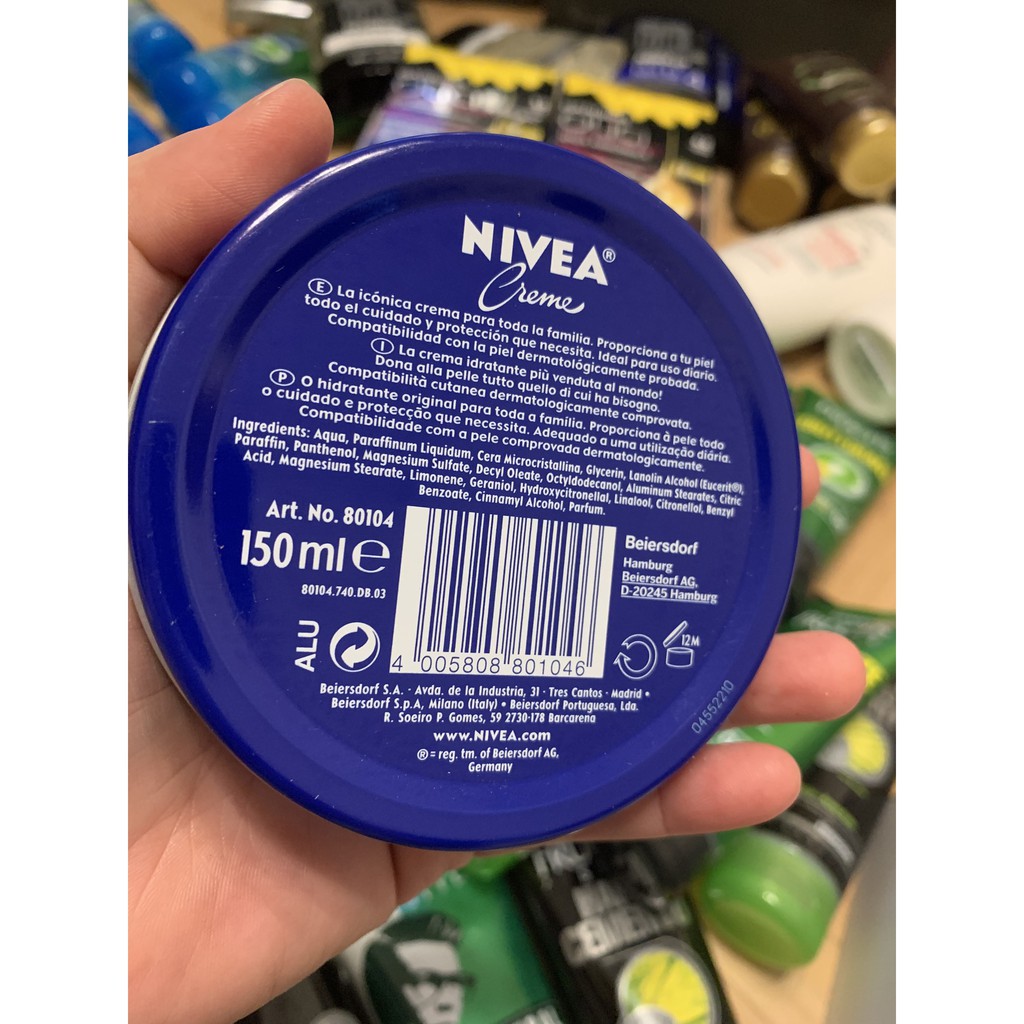 NIVEA®
Creme
E La icónica crema para toda la familia. Proporciona a tu piel
todo el cuidado y protección que necesita. Ideal para uso diario.
Compatibilidad con la piel dermatológicamente probada.
I La crema idratante più venduta al mondo!
Dona alla pelle tutto quello di cui ha bisogno.
Compatibilità cutanea dermatologicamente comprovata.
P O hidratante original para toda a família. Proporciona à pele todo
o cuidado e protecção que necesita. Adequado a uma utilização diária.
Compatibilidade com a pele comprovada dermatologicamente.
Ingredients: Aqua, Paraffinum Liquidum, Cera Microcristallina, Glycerin, Lanolin Alcohol (Eucerit®),
Paraffin, Panthenol, Magnesium Sulfate, Decyl Oleate, Octyldodecanol, Aluminum Stearates, Citric
Acid, Magnesium Stearate, Limonene, Geraniol, Hydroxycitronellal, Linalool, Citronellol, Benzyl
Benzoate, Cinnamyl Alcohol, Parfum.
Art. No. 80104
150 ml e
80104.740.DB.03
ALU
4 005808 801046
Beiersdorf
Hamburg
Beiersdorf AG,
D-20245 Hamburg
12M
Beiersdorf S.A. · Avda. de la Industria, 31 · Tres Cantos · Madrid •
Beiersdorf S.p.A, Milano (Italy) • Beiersdorf Portuguesa, Lda.
R. Soeiro P. Gomes, 59 2730-178 Barcarena
www.NIVEA.com
® = reg. tm. of Beiersdorf AG,
Germany
04552210